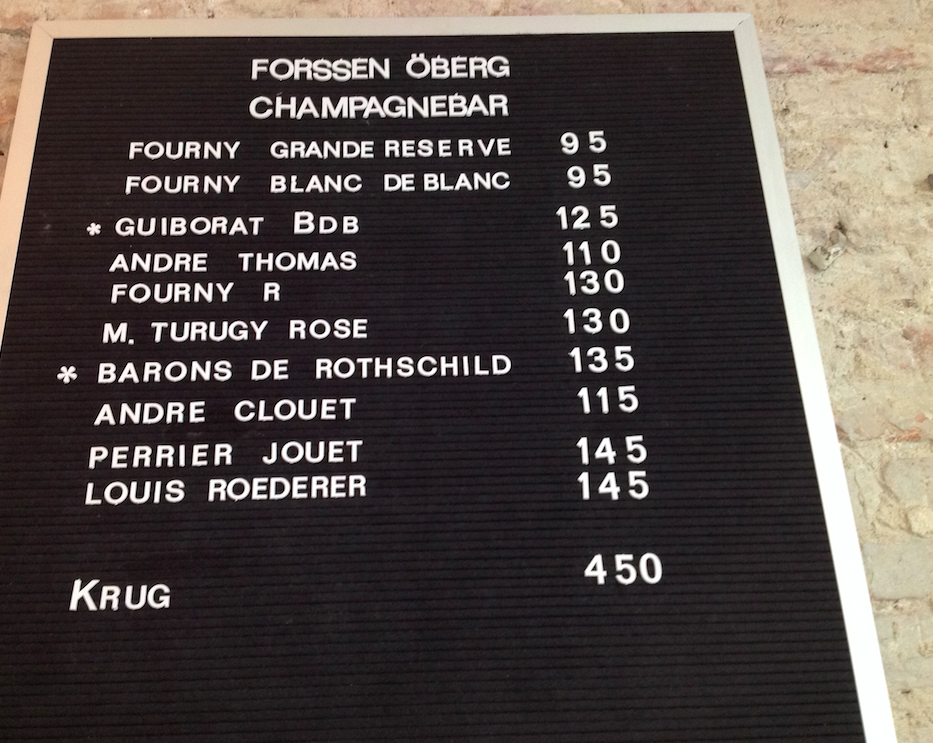 FORSSEN ÖBERG
CHAMPAGNEBAR
FOURNY GRANDE RESERVE 95
FOURNY BLANC DE BLANC 95
* GUIBORAT BDB 125
ANDRE THOMAS 110
FOURNY R 130
M. TURUGY ROSE 130
* BARONS DE ROTHSCHILD 135
ANDRE CLOUET 115
PERRIER JOUET 145
LOUIS ROEDERER 145
KRUG 450